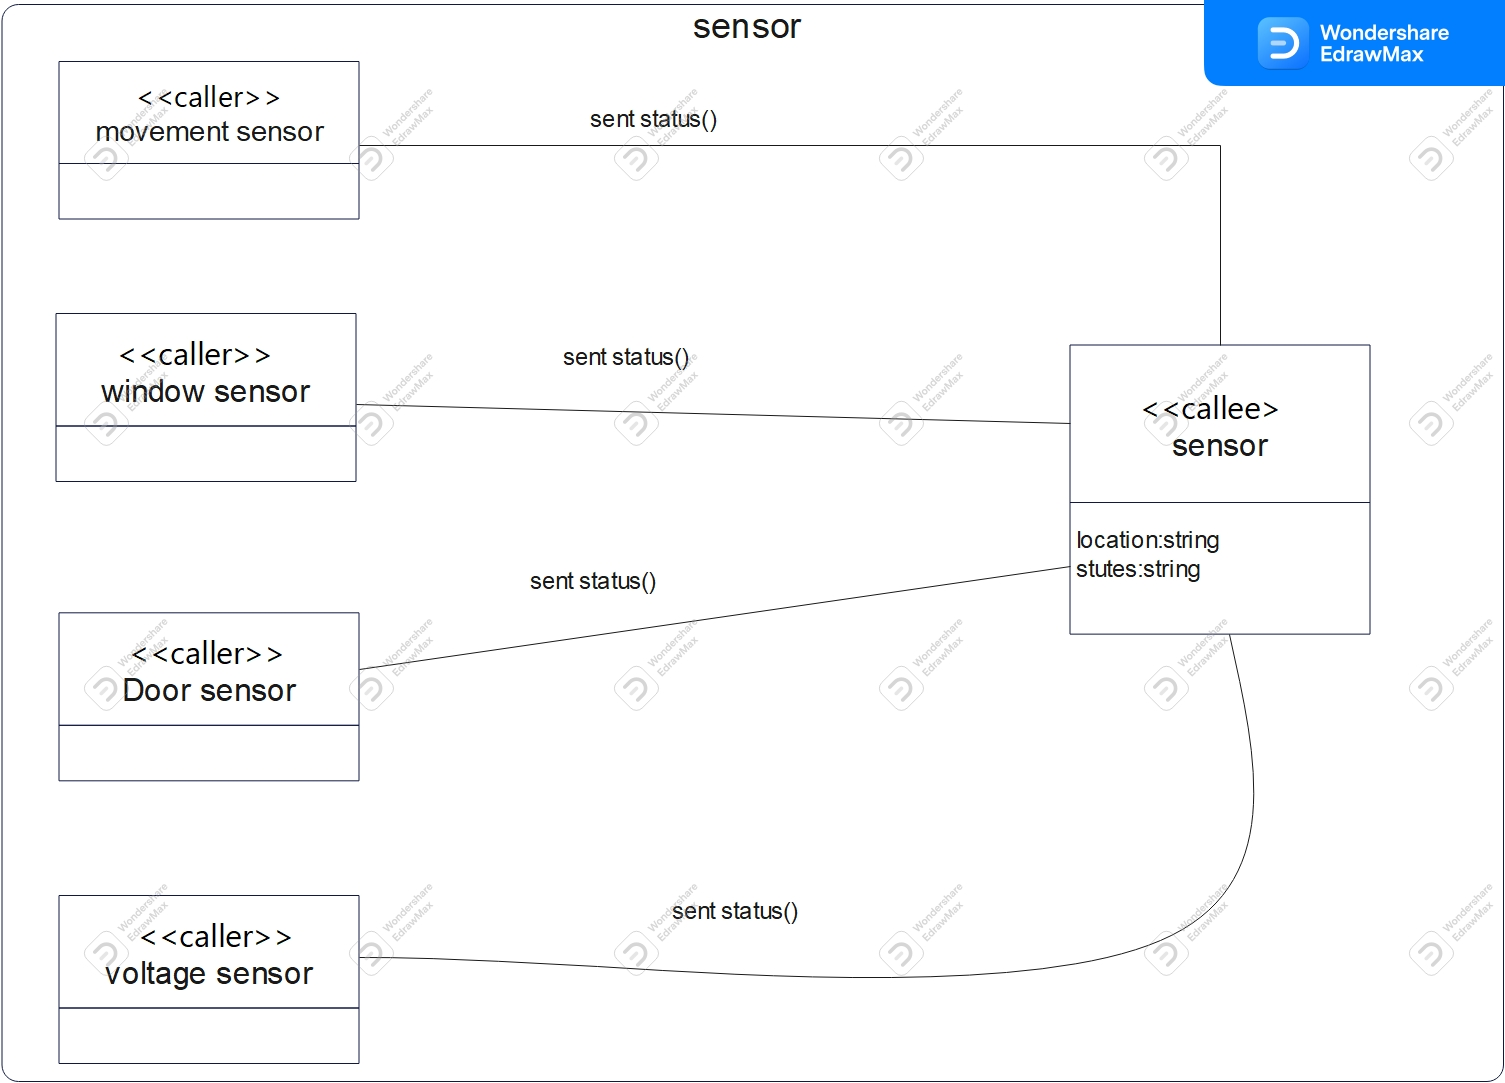 sensor
Wondershare
EdrawMax
<<caller>>
movement sensor
sent status()
<<caller>>
window sensor
sent status()
<<callee>
sensor
location:string
stutes:string
sent status()
<<caller>>
Door sensor
<<caller>>
voltage sensor
sent status()